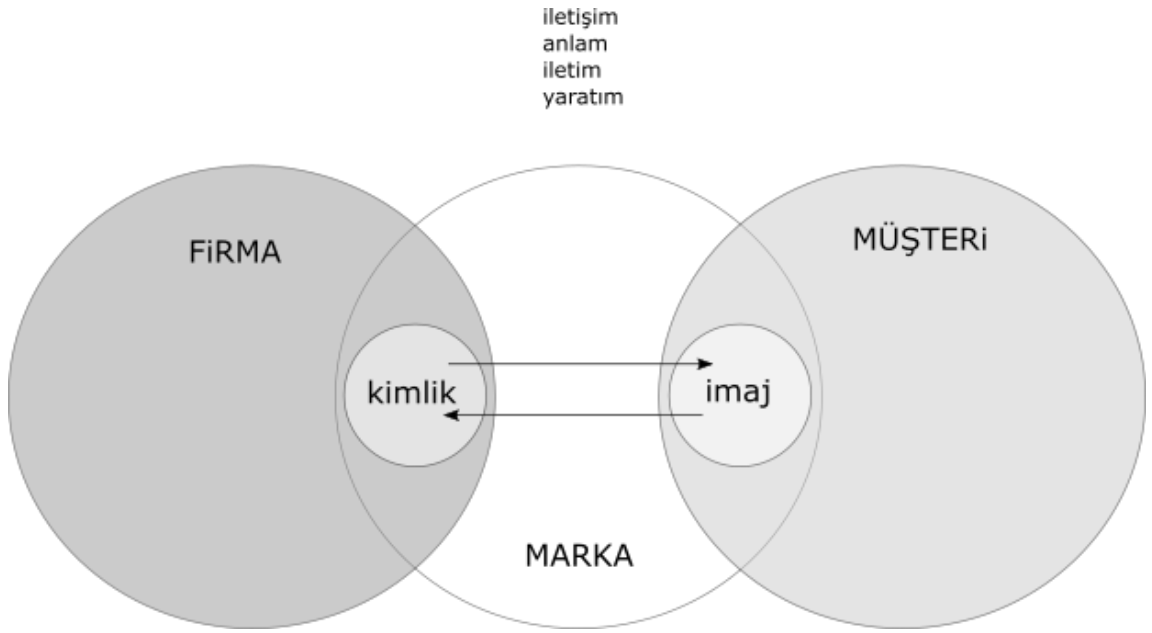 iletişim
anlam
iletim
yaratım
FiRMA
MÜŞTERi
kimlik
imaj
MARKA